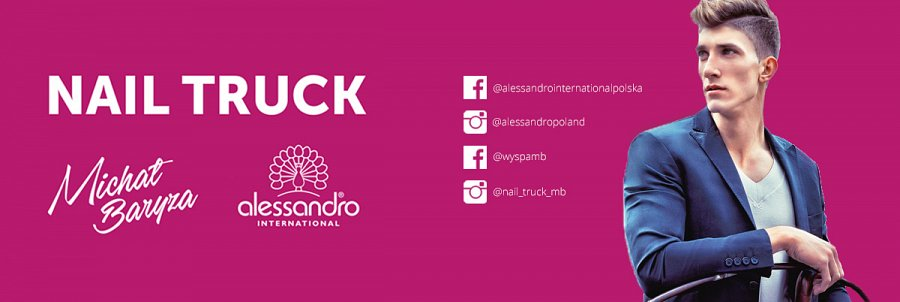 NAIL TRUCK
Michał
Baryza
alessandro®
INTERNATIONAL
@alessandrointernationalpolska
@alessandropoland
@wyspamb
@nail_truck_mb